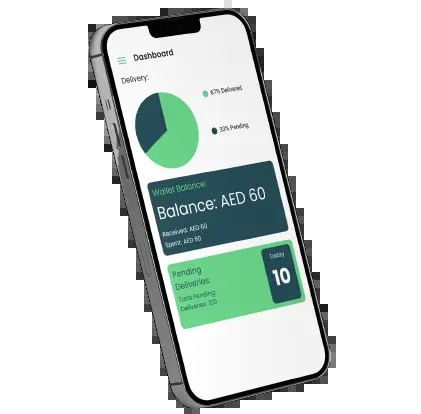 Dashboard
Delivery:
67% Delivered
33% Pending
Wallet Balance:
Balance: AED 60
Received: AED 60
Spent: AED 60
Pending
Deliveries:
Total Pending
Deliveries: 100
Today
10